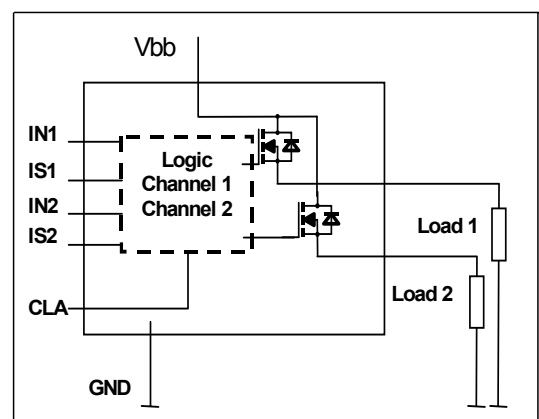 Vbb
IN1
IS1
IN2
IS2
Logic
Channel 1
Channel 2
Load 1
Load 2
CLA
GND